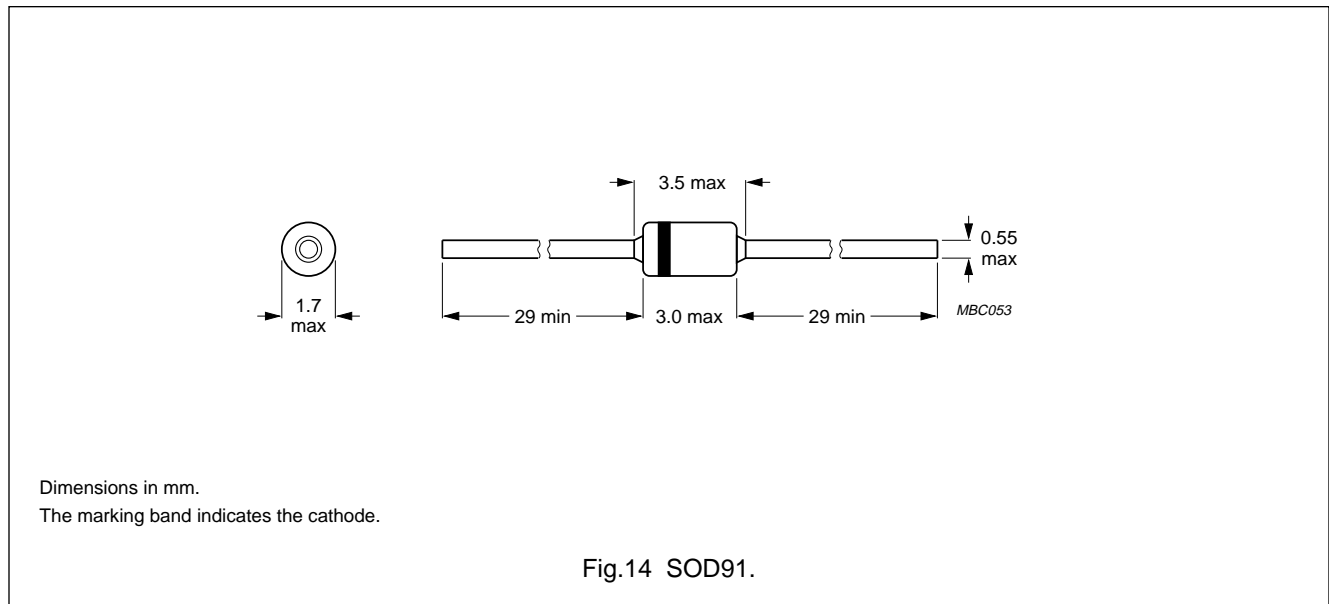 3.5 max
0.55
max
1.7
max
29 min
3.0 max
29 min
MBC053
Dimensions in mm.
The marking band indicates the cathode.
Fig.14 SOD91.